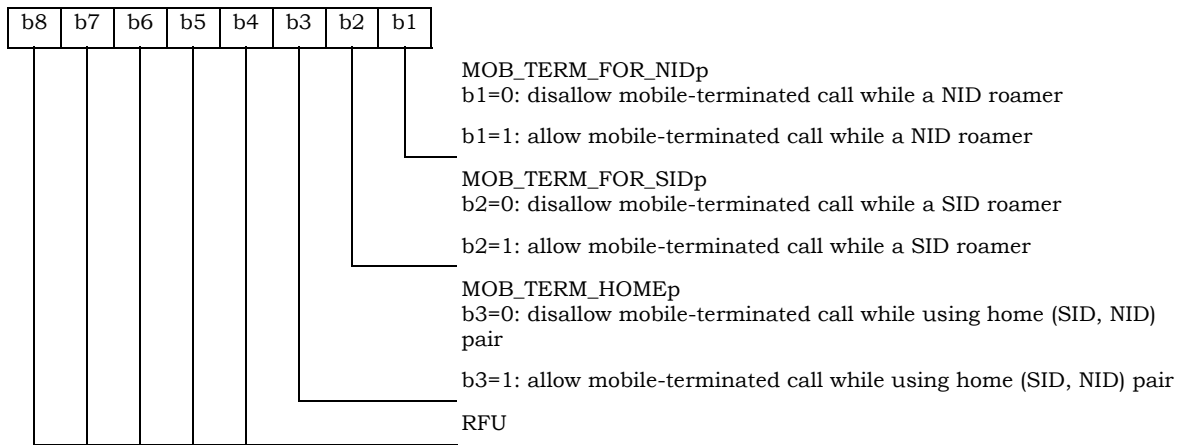 b8 b7 b6 b5 b4 b3 b2 b1
MOB_TERM_FOR_NIDp
b1=0: disallow mobile-terminated call while a NID roamer
b1=1: allow mobile-terminated call while a NID roamer
MOB_TERM_FOR_SIDp
b2=0: disallow mobile-terminated call while a SID roamer
b2=1: allow mobile-terminated call while a SID roamer
MOB_TERM_HOMEp
b3=0: disallow mobile-terminated call while using home (SID, NID)
pair
b3=1: allow mobile-terminated call while using home (SID, NID) pair
RFU